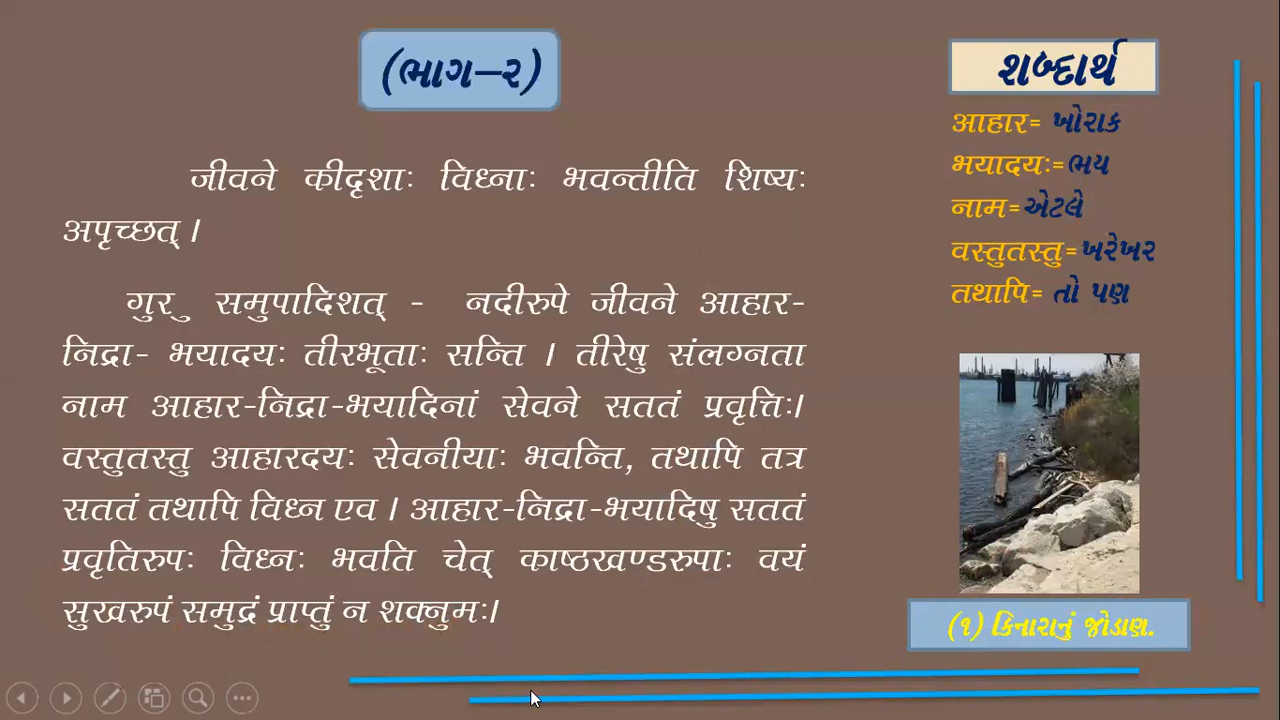 (ભાગ–૨)
जीवने कीदृशाः विध्नाः भवन्तीति शिष्यः
अपृच्छत् ।
गुरु समुपादिशत् - नदीरुपे जीवने आहार-
निद्रा- भयादयः तीरभूताः सन्ति । तीरेषु संलग्नता
नाम आहार-निद्रा-भयादिनां सेवने सततं प्रवृत्तिः।
वस्तुतस्तु आहारदयः सेवनीयाः भवन्ति, तथापि तत्र
सततं तथापि विध्न एव । आहार-निद्रा-भयादिषु सततं
प्रवृतिरुपः विध्नः भवति चेत् काष्ठखण्डरुपाः वयं
सुखरुपं समुद्रं प्राप्तुं न शक्नुमः।
શબ્દાર્થ
आहार= ખોરાક
भयादयः=ભય
नाम=એટલે
वस्तुतस्तु=ખરેખર
तथापि= તો પણ
(૧) કિનારાનું જોડાણ.